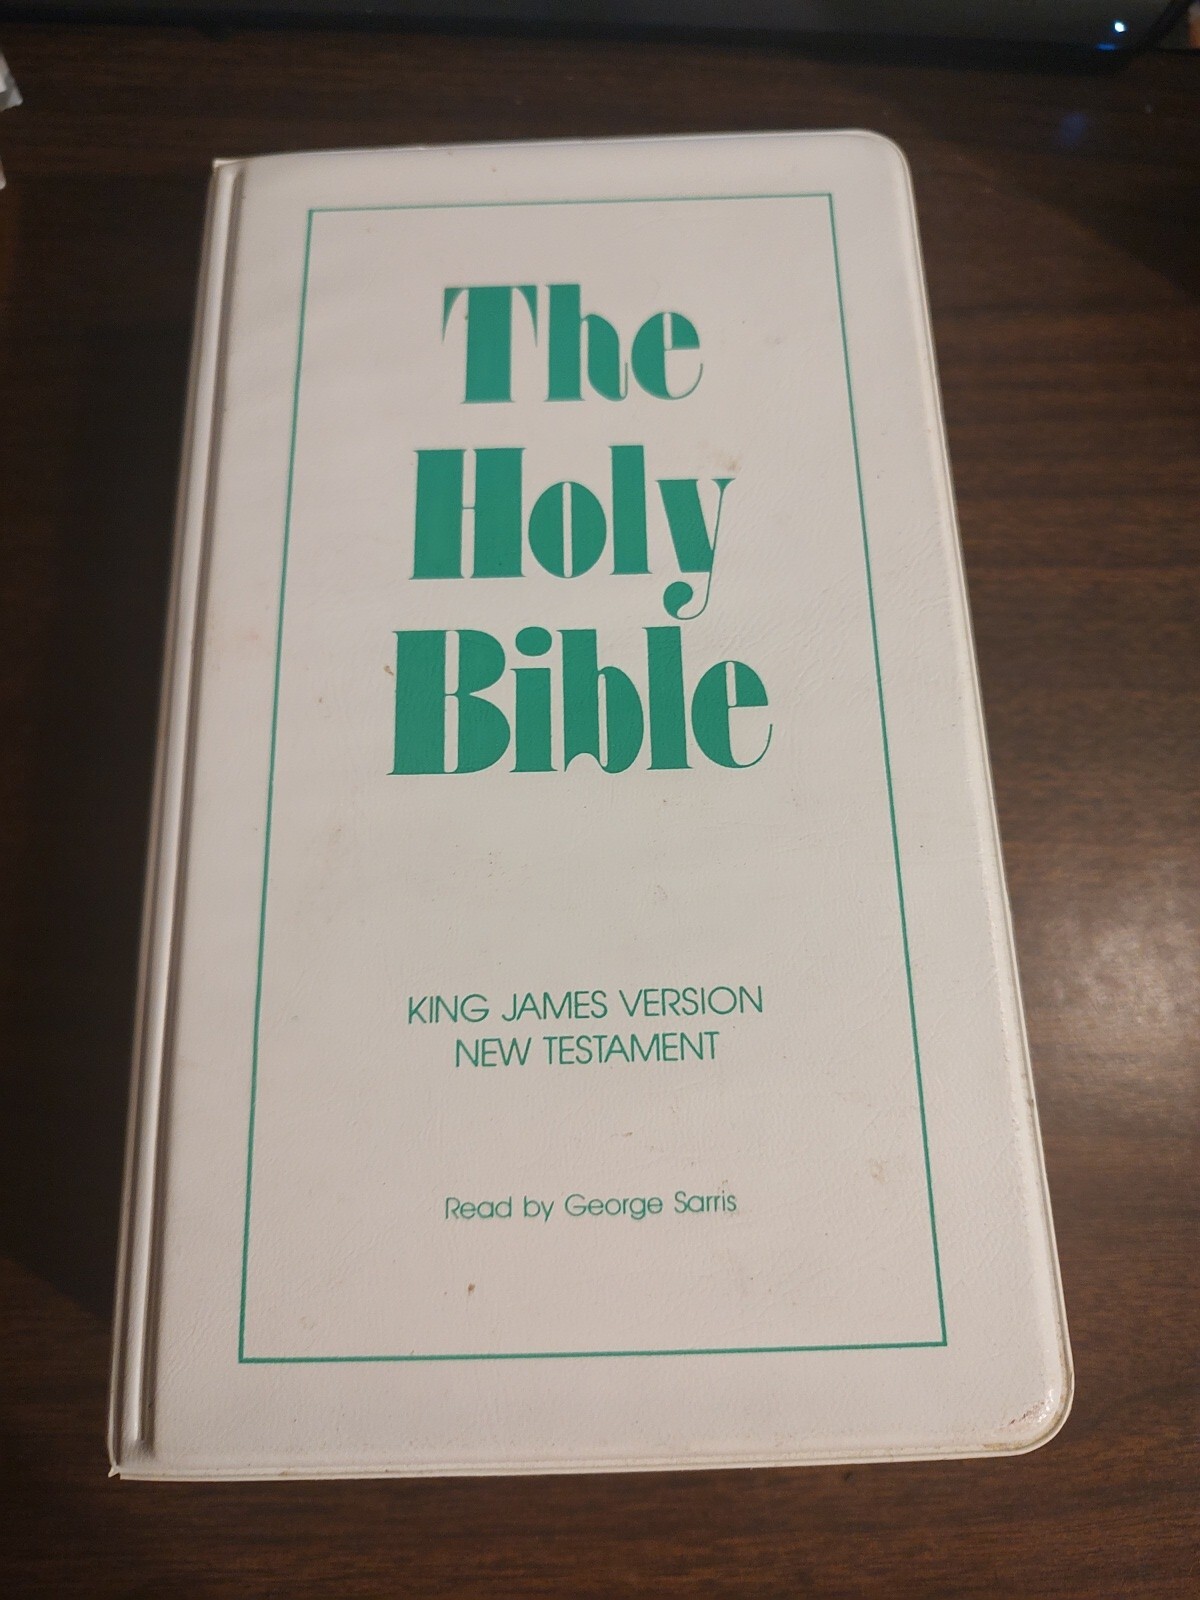 The
Holy
Bible
KING JAMES VERSION
NEW TESTAMENT
Read by George Sarris